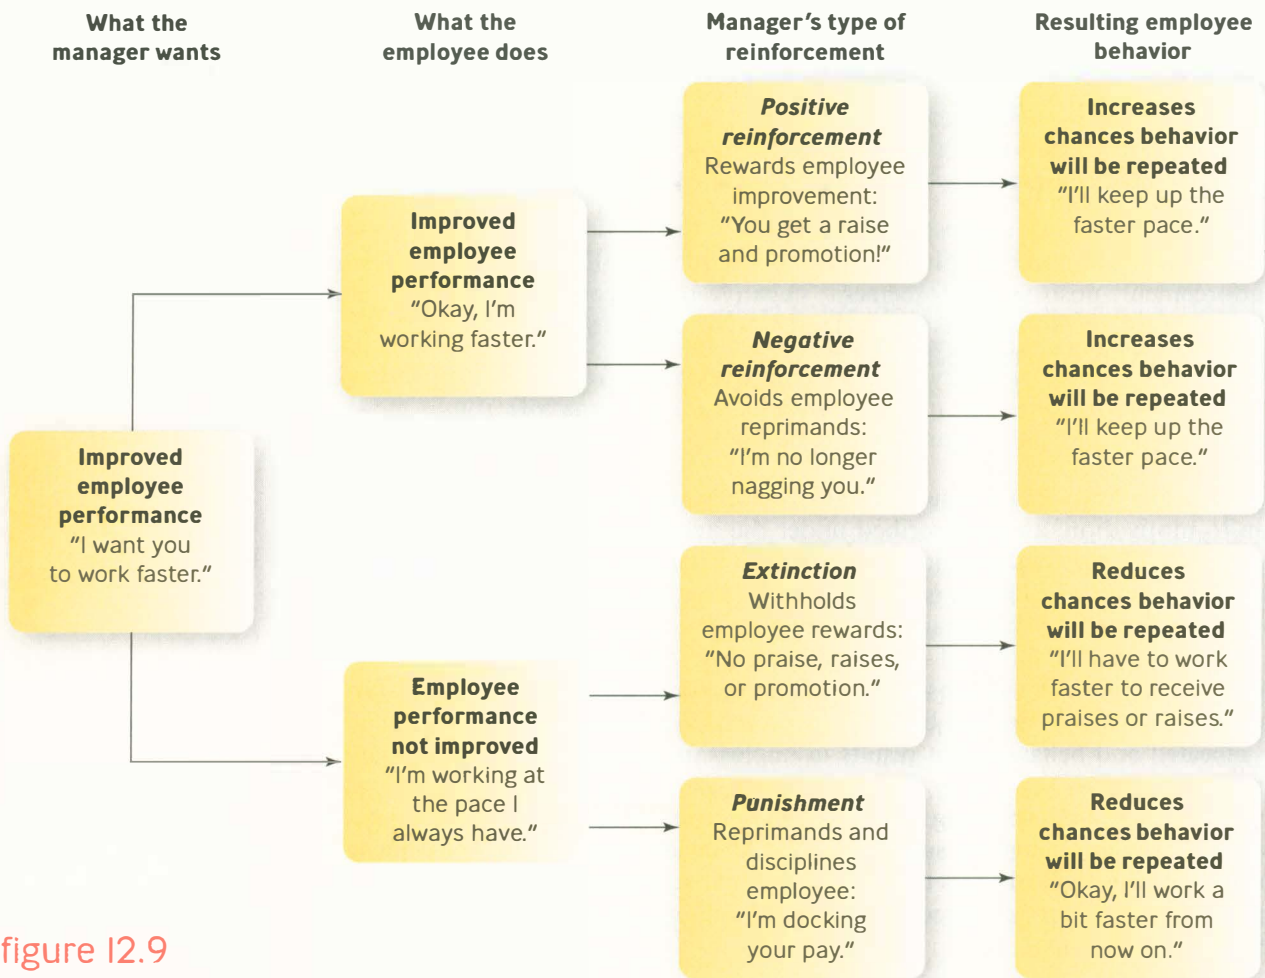 What the
manager wants
What the
employee does
Manager's type of
reinforcement
Resulting employee
behavior
Improved
employee
performance
"I want you
to work faster."
Improved
employee
performance
"Okay, I'm
working faster."
Employee
performance
not improved
"I'm working at
the pace I
always have."
Positive
reinforcement
Rewards employee
improvement:
"You get a raise
and promotion!"
Increases
chances behavior
will be repeated
"I'll keep up the
faster pace."
Negative
reinforcement
Avoids employee
reprimands:
"I'm no longer
nagging you."
Increases
chances behavior
will be repeated
"I'll keep up the
faster pace."
Extinction
Withholds
employee rewards:
"No praise, raises,
or promotion."
Reduces
chances behavior
will be repeated
"I'll have to work
faster to receive
praises or raises."
Punishment
Reprimands and
disciplines
employee:
"I'm docking
your pay."
Reduces
chances behavior
will be repeated
"Okay, I'll work a
bit faster from
now on."
figure 12.9